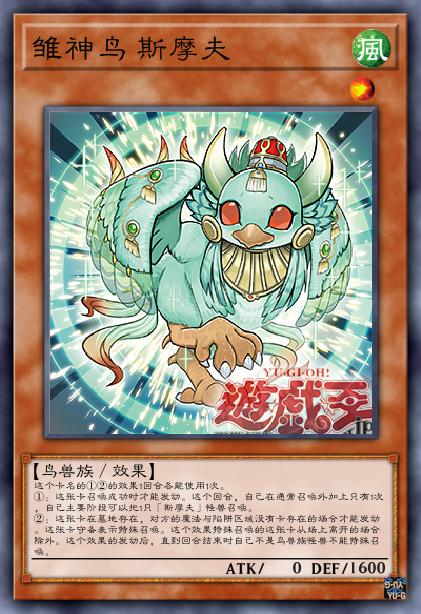 雏神鸟 斯摩夫
風
YU-GI-OH!
遊戯王
.jp
【鸟兽族／效果】
这个卡名的①②的效果1回合各能使用1次。
①：这张卡召唤成功时才能发动。这个回合，自己在通常召唤外加上只有1次
，自己主要阶段可以把1只「斯摩夫」怪兽召唤。
②：这张卡在墓地存在，对方的魔法与陷阱区域没有卡存在的场合才能发动
。这张卡守备表示特殊召唤。这个效果特殊召唤的这张卡从场上离开的场合
除外。这个效果的发动后，直到回合结束时自己不是鸟兽族怪兽不能特殊召
唤。
ATK/ 0 DEF/1600